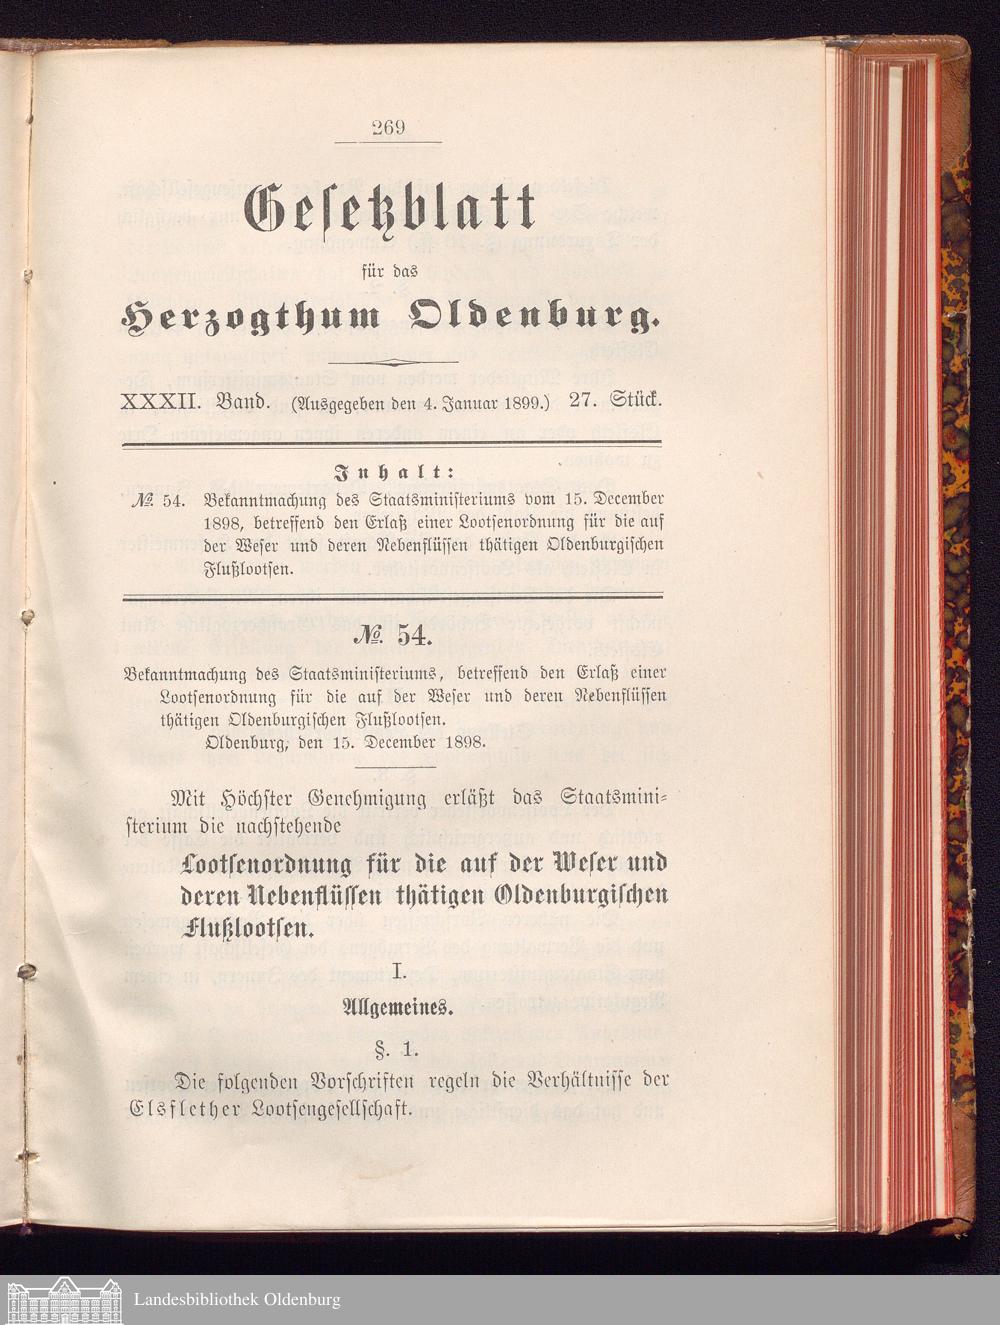 269
Gesetzblatt
für das
Herzogthum Oldenburg.
XXXII. Band. (Ausgegeben den 4. Januar 1899.) 27. Stück.
Inhalt:
№. 54. Bekanntmachung des Staatsministeriums vom 15. December
1898, betreffend den Erlaß einer Lootsenordnung für die auf
der Weser und deren Nebenflüssen thätigen Oldenburgischen
Flußlootsen.
№. 54.
Bekanntmachung des Staatsministeriums, betreffend den Erlaß einer
Lootsenordnung für die auf der Weser und deren Nebenflüssen
thätigen Oldenburgischen Flußlootsen.
Oldenburg, den 15. December 1898.
Mit Höchster Genehmigung erläßt das Staatsmini-
sterium die nachstehende
Lootsenordnung für die auf der Weser und
deren Nebenflüssen thätigen Oldenburgischen
Flußlootsen.
I.
Allgemeines.
§. 1.
Die folgenden Vorschriften regeln die Verhältnisse der
Elsflether Lootsengesellschaft.
Landesbibliothek Oldenburg